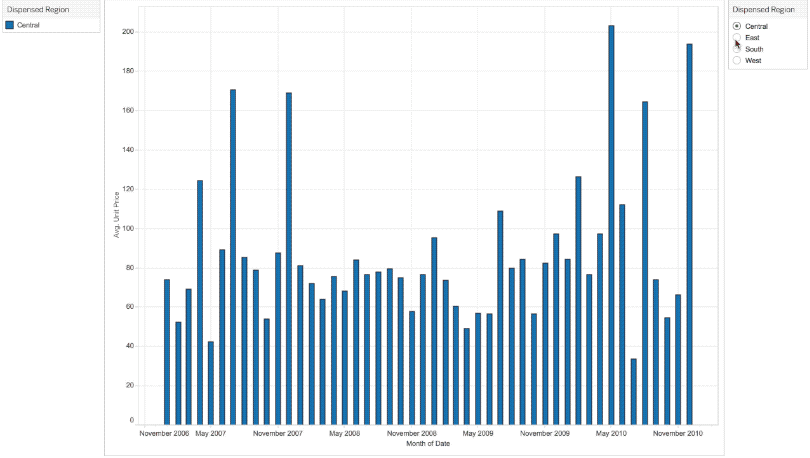 Dispensed Region
Central
Dispensed Region
Central
East
South
West
200
180
160
140
120
100
80
60
40
20
0
Avg. Unit Price
November 2006 May 2007 November 2007 May 2008 November 2008 May 2009 November 2009 May 2010 November 2010
Month of Date